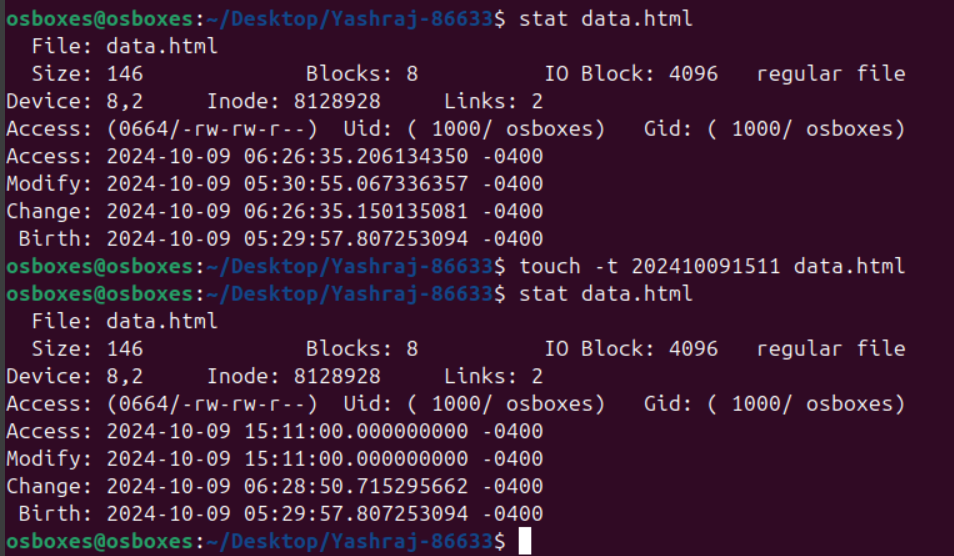 osboxes@osboxes:~/Desktop/Yashraj-86633$ stat data.html
  File: data.html
  Size: 146             Blocks: 8          IO Block: 4096   regular file
Device: 8,2     Inode: 8128928     Links: 2
Access: (0664/-rw-rw-r--)  Uid: ( 1000/ osboxes)   Gid: ( 1000/ osboxes)
Access: 2024-10-09 06:26:35.206134350 -0400
Modify: 2024-10-09 05:30:55.067336357 -0400
Change: 2024-10-09 06:26:35.150135081 -0400
 Birth: 2024-10-09 05:29:57.807253094 -0400
osboxes@osboxes:~/Desktop/Yashraj-86633$ touch -t 202410091511 data.html
osboxes@osboxes:~/Desktop/Yashraj-86633$ stat data.html
  File: data.html
  Size: 146             Blocks: 8          IO Block: 4096   regular file
Device: 8,2     Inode: 8128928     Links: 2
Access: (0664/-rw-rw-r--)  Uid: ( 1000/ osboxes)   Gid: ( 1000/ osboxes)
Access: 2024-10-09 15:11:00.000000000 -0400
Modify: 2024-10-09 15:11:00.000000000 -0400
Change: 2024-10-09 06:28:50.715295662 -0400
 Birth: 2024-10-09 05:29:57.807253094 -0400
osboxes@osboxes:~/Desktop/Yashraj-86633$